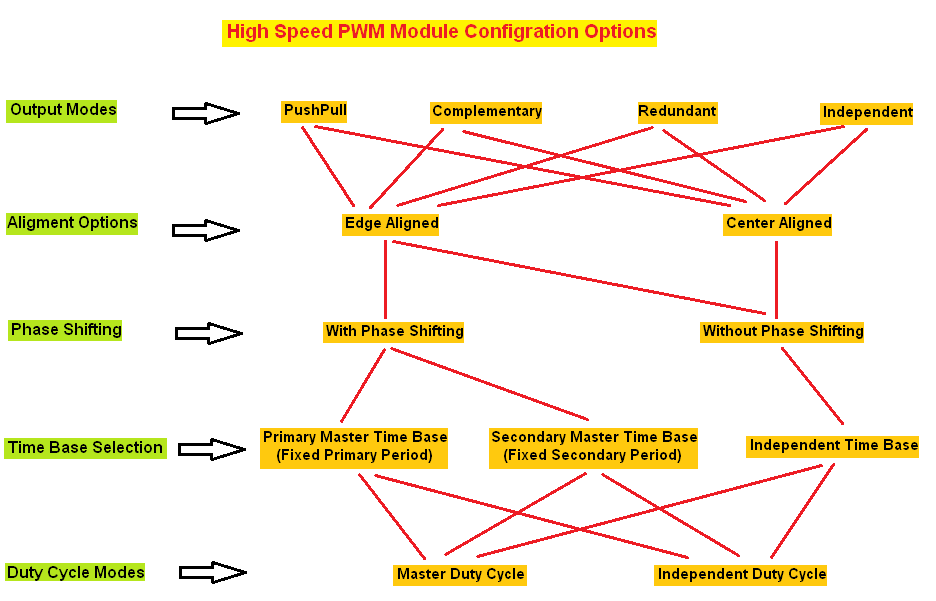 High Speed PWM Module Configration Options
Output Modes
PushPull
Complementary
Redundant
Independent
Aligment Options
Edge Aligned
Center Aligned
Phase Shifting
With Phase Shifting
Without Phase Shifting
Time Base Selection
Primary Master Time Base
(Fixed Primary Period)
Secondary Master Time Base
(Fixed Secondary Period)
Independent Time Base
Duty Cycle Modes
Master Duty Cycle
Independent Duty Cycle